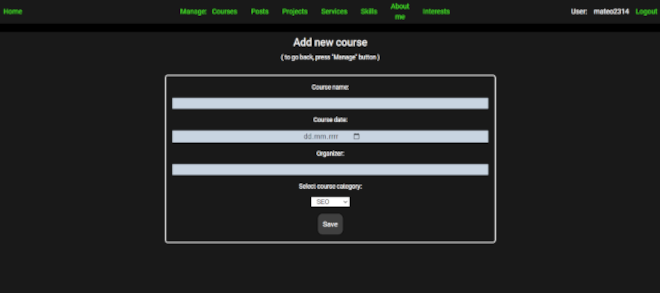 Home Manage: Courses Posts Projects Services Skills About me Interests User: mateo2314 Logout
Add new course
( to go back, press "Manage" button )
Course name:
Course date:
dd.mm.rrrr
Organizer:
Select course category:
SEO
Save